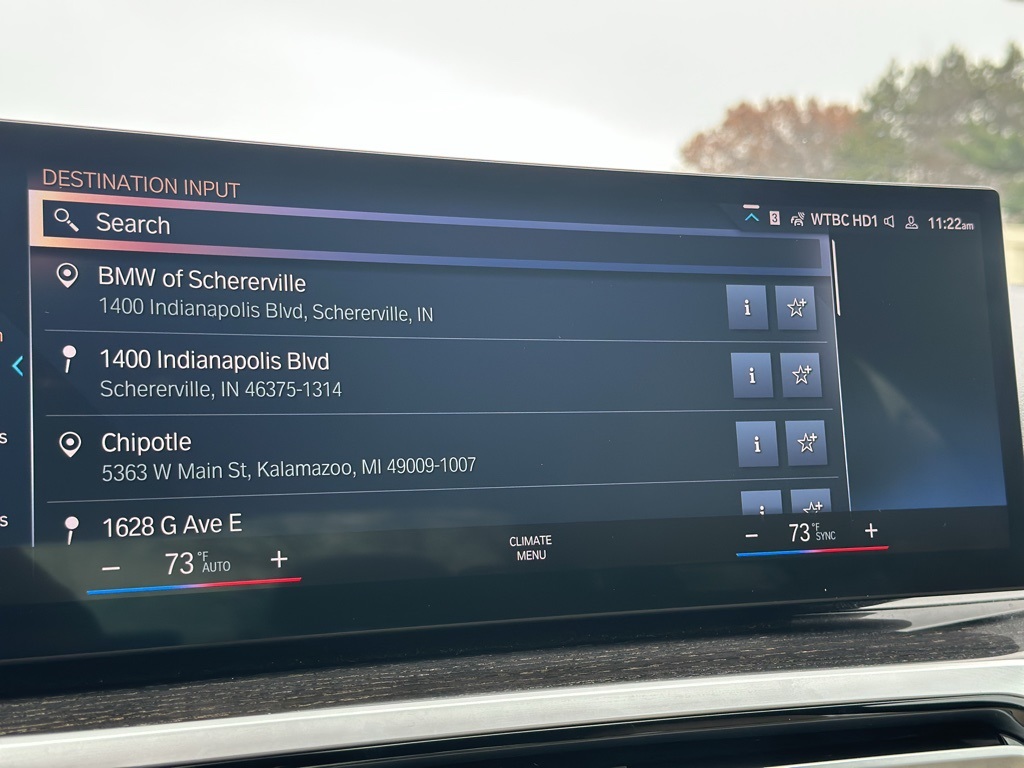 DESTINATION INPUT
3 WTBC HD1 11:22am
Search
BMW of Schererville
1400 Indianapolis Blvd, Schererville, IN
i
1400 Indianapolis Blvd
Schererville, IN 46375-1314
i
Chipotle
5363 W Main St, Kalamazoo, MI 49009-1007
i
1628 G Ave E
i
s
s
− 73 °F AUTO +
CLIMATE
MENU
− 73 °F SYNC +